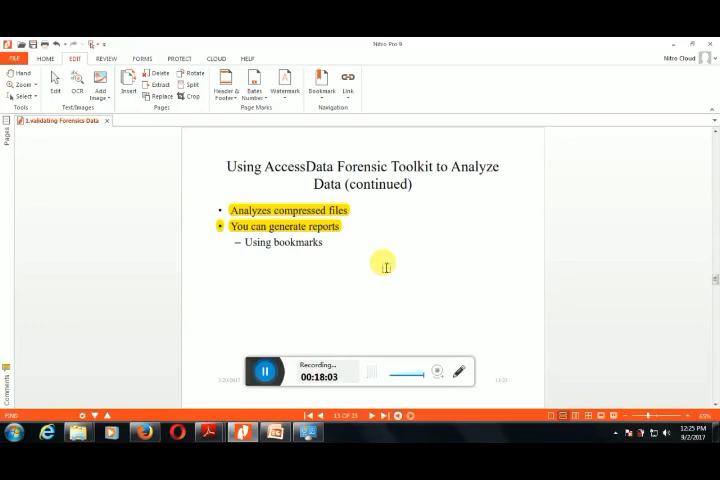 Nitro Pro 9
FILE HOME EDIT REVIEW FORMS PROTECT CLOUD HELP
Nitro Cloud
Hand
Zoom
Select
Tools
Edit
OCR
Add Image
Text/Images
Insert
Delete
Extract
Replace
Rotate
Split
Crop
Pages
Header & Footer
Bates Number
Watermark
Page Marks
Bookmark
Link
Navigation
1.validating Forensics Data
Pages
Using AccessData Forensic Toolkit to Analyze
Data (continued)
• Analyzes compressed files
• You can generate reports
– Using bookmarks
Recording...
00:18:03
Comments
FIND
13 OF 25
65%
12:25 PM
9/2/2017